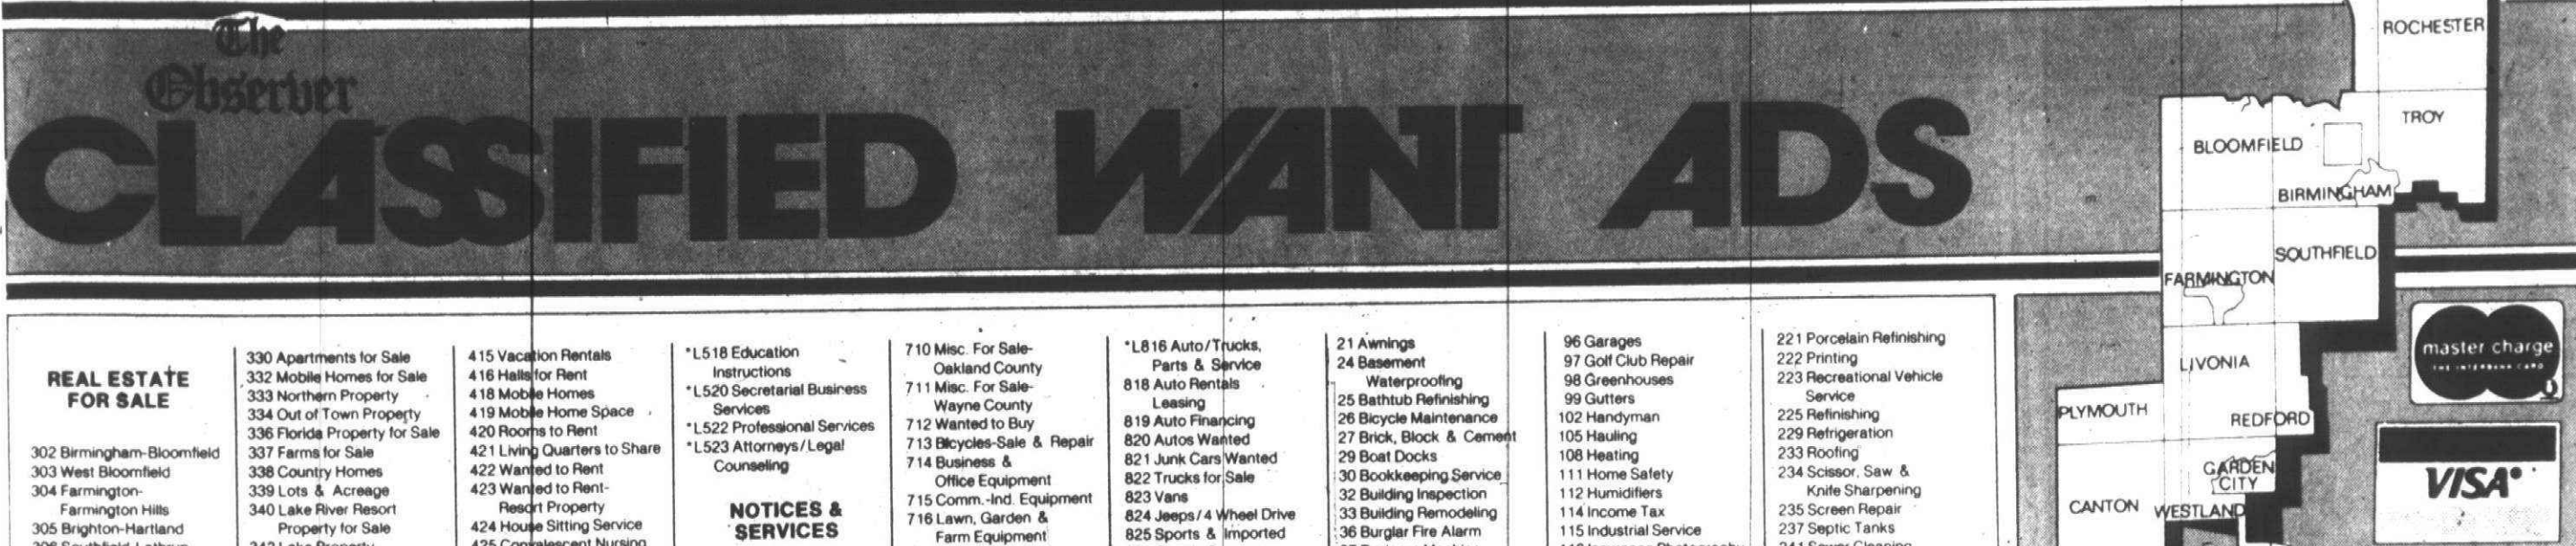 The
Observer
CLASSIFIED WANT ADS
REAL ESTATE
FOR SALE
302 Birmingham-Bloomfield
303 West Bloomfield
304 Farmington-
Farmington Hills
305 Brighton-Hartland
330 Apartments for Sale
332 Mobile Homes for Sale
333 Northern Property
334 Out of Town Property
336 Florida Property for Sale
337 Farms for Sale
338 Country Homes
339 Lots & Acreage
340 Lake River Resort
Property for Sale
415 Vacation Rentals
416 Halls for Rent
418 Mobile Homes
419 Mobile Home Space
420 Rooms to Rent
421 Living Quarters to Share
422 Wanted to Rent
423 Wanted to Rent-
Resort Property
424 House Sitting Service
425 Convalescent Nursing
*L518 Education
Instructions
*L520 Secretarial Business
Services
*L522 Professional Services
*L523 Attorneys/Legal
Counseling
NOTICES &
SERVICES
710 Misc. For Sale-
Oakland County
711 Misc. For Sale-
Wayne County
712 Wanted to Buy
713 Bicycles-Sale & Repair
714 Business &
Office Equipment
715 Comm.-Ind. Equipment
716 Lawn, Garden &
Farm Equipment
*L816 Auto/Trucks,
Parts & Service
818 Auto Rentals
Leasing
819 Auto Financing
820 Autos Wanted
821 Junk Cars Wanted
822 Trucks for Sale
823 Vans
824 Jeeps/4 Wheel Drive
825 Sports & Imported
21 Awnings
24 Basement
Waterproofing
25 Bathtub Refinishing
26 Bicycle Maintenance
27 Brick, Block & Cement
29 Boat Docks
30 Bookkeeping Service
32 Building Inspection
33 Building Remodeling
36 Burglar Fire Alarm
96 Garages
97 Golf Club Repair
98 Greenhouses
99 Gutters
102 Handyman
105 Hauling
108 Heating
111 Home Safety
112 Humidifiers
114 Income Tax
115 Industrial Service
221 Porcelain Refinishing
222 Printing
223 Recreational Vehicle
Service
225 Refinishing
229 Refrigeration
233 Roofing
234 Scissor, Saw &
Knife Sharpening
235 Screen Repair
237 Septic Tanks
ROCHESTER
TROY
BLOOMFIELD
BIRMINGHAM
SOUTHFIELD
FARMINGTON
LIVONIA
PLYMOUTH
REDFORD
GARDEN
CITY
CANTON
WESTLAND
master charge
THE INTERBANK CARD
VISA®